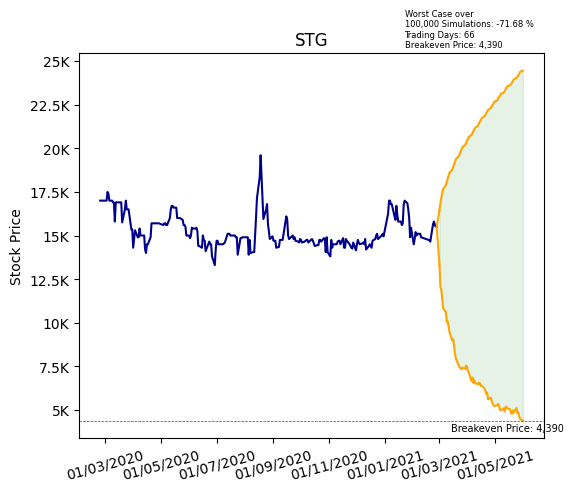 Worst Case over
100,000 Simulations: -71.68 %
Trading Days: 66
Breakeven Price: 4,390
STG
Stock Price
25K
22.5K
20K
17.5K
15K
12.5K
10K
7.5K
5K
Breakeven Price: 4,390
01/03/2020
01/05/2020
01/07/2020
01/09/2020
01/11/2020
01/01/2021
01/03/2021
01/05/2021